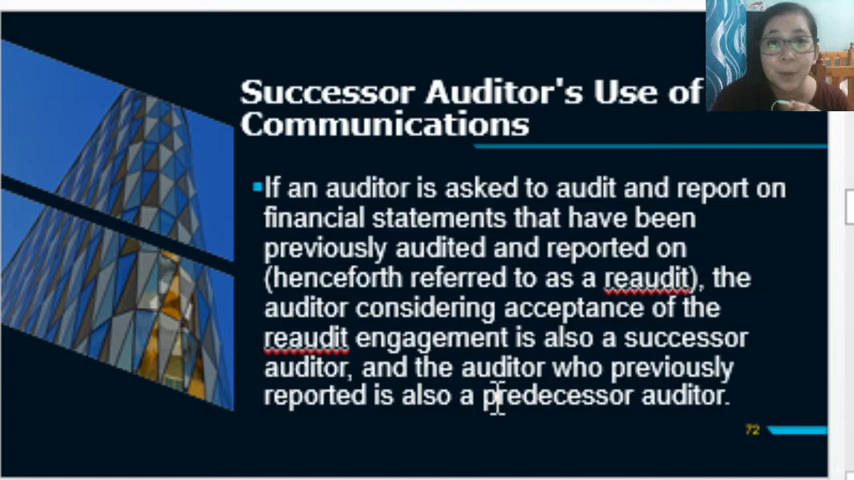 Successor Auditor's Use of
Communications
If an auditor is asked to audit and report on
financial statements that have been
previously audited and reported on
(henceforth referred to as a reaudit), the
auditor considering acceptance of the
reaudit engagement is also a successor
auditor, and the auditor who previously
reported is also a predecessor auditor.
72